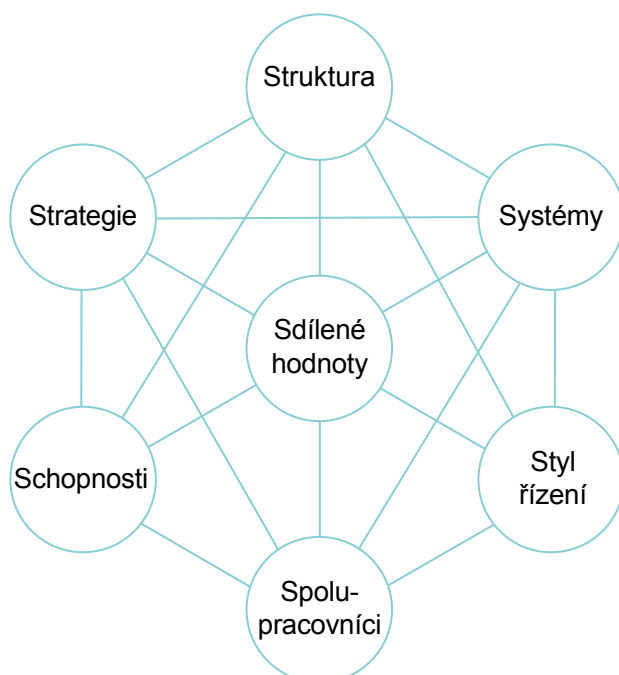 Struktura
Strategie
Systémy
Sdílené
hodnoty
Schopnosti
Styl
řízení
Spolu-
pracovníci